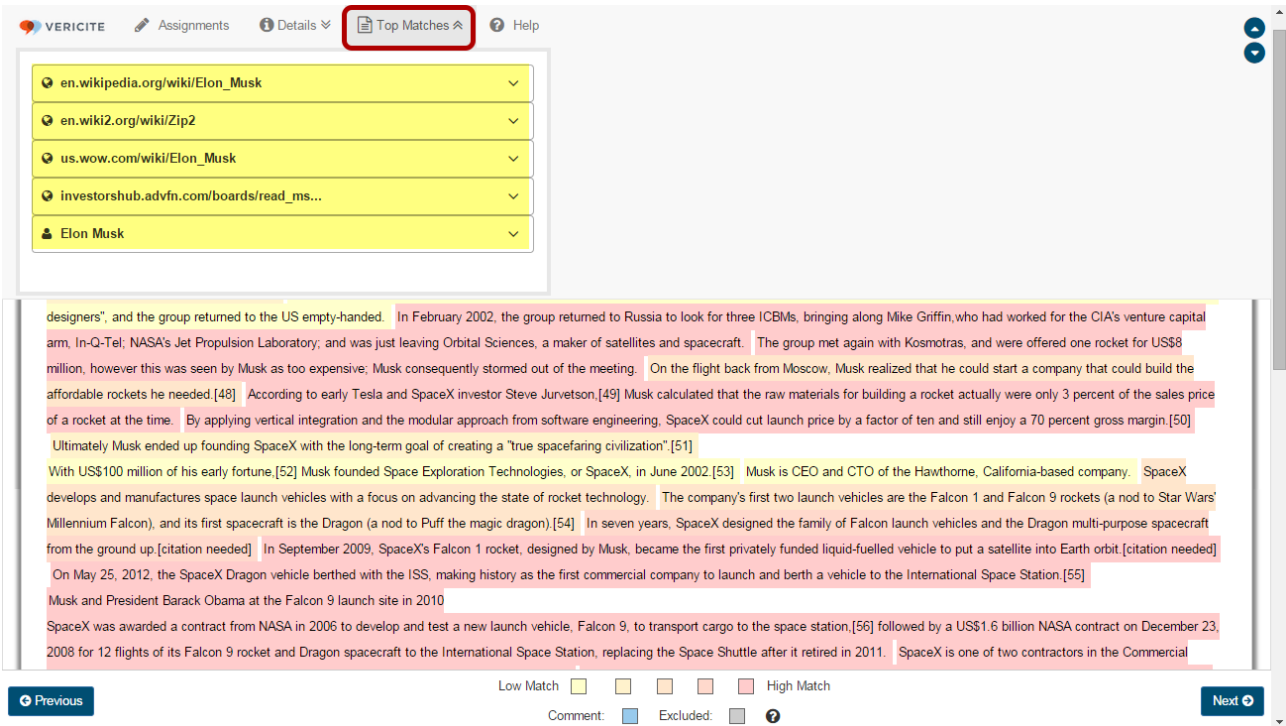 VERICITE Assignments Details Top Matches Help
en.wikipedia.org/wiki/Elon_Musk
en.wiki2.org/wiki/Zip2
us.wow.com/wiki/Elon_Musk
investorshub.advfn.com/boards/read_ms...
Elon Musk
designers", and the group returned to the US empty-handed. In February 2002, the group returned to Russia to look for three ICBMs, bringing along Mike Griffin,who had worked for the CIA's venture capital
arm, In-Q-Tel; NASA's Jet Propulsion Laboratory; and was just leaving Orbital Sciences, a maker of satellites and spacecraft. The group met again with Kosmotras, and were offered one rocket for US$8
million, however this was seen by Musk as too expensive; Musk consequently stormed out of the meeting. On the flight back from Moscow, Musk realized that he could start a company that could build the
affordable rockets he needed.[48] According to early Tesla and SpaceX investor Steve Jurvetson,[49] Musk calculated that the raw materials for building a rocket actually were only 3 percent of the sales price
of a rocket at the time. By applying vertical integration and the modular approach from software engineering, SpaceX could cut launch price by a factor of ten and still enjoy a 70 percent gross margin.[50]
Ultimately Musk ended up founding SpaceX with the long-term goal of creating a "true spacefaring civilization".[51]
With US$100 million of his early fortune,[52] Musk founded Space Exploration Technologies, or SpaceX, in June 2002.[53] Musk is CEO and CTO of the Hawthorne, California-based company. SpaceX
develops and manufactures space launch vehicles with a focus on advancing the state of rocket technology. The company's first two launch vehicles are the Falcon 1 and Falcon 9 rockets (a nod to Star Wars'
Millennium Falcon), and its first spacecraft is the Dragon (a nod to Puff the magic dragon).[54] In seven years, SpaceX designed the family of Falcon launch vehicles and the Dragon multi-purpose spacecraft
from the ground up.[citation needed] In September 2009, SpaceX's Falcon 1 rocket, designed by Musk, became the first privately funded liquid-fuelled vehicle to put a satellite into Earth orbit.[citation needed]
On May 25, 2012, the SpaceX Dragon vehicle berthed with the ISS, making history as the first commercial company to launch and berth a vehicle to the International Space Station.[55]
Musk and President Barack Obama at the Falcon 9 launch site in 2010
SpaceX was awarded a contract from NASA in 2006 to develop and test a new launch vehicle, Falcon 9, to transport cargo to the space station,[56] followed by a US$1.6 billion NASA contract on December 23,
2008 for 12 flights of its Falcon 9 rocket and Dragon spacecraft to the International Space Station, replacing the Space Shuttle after it retired in 2011. SpaceX is one of two contractors in the Commercial
Low Match High Match
Previous Next
Comment: Excluded: